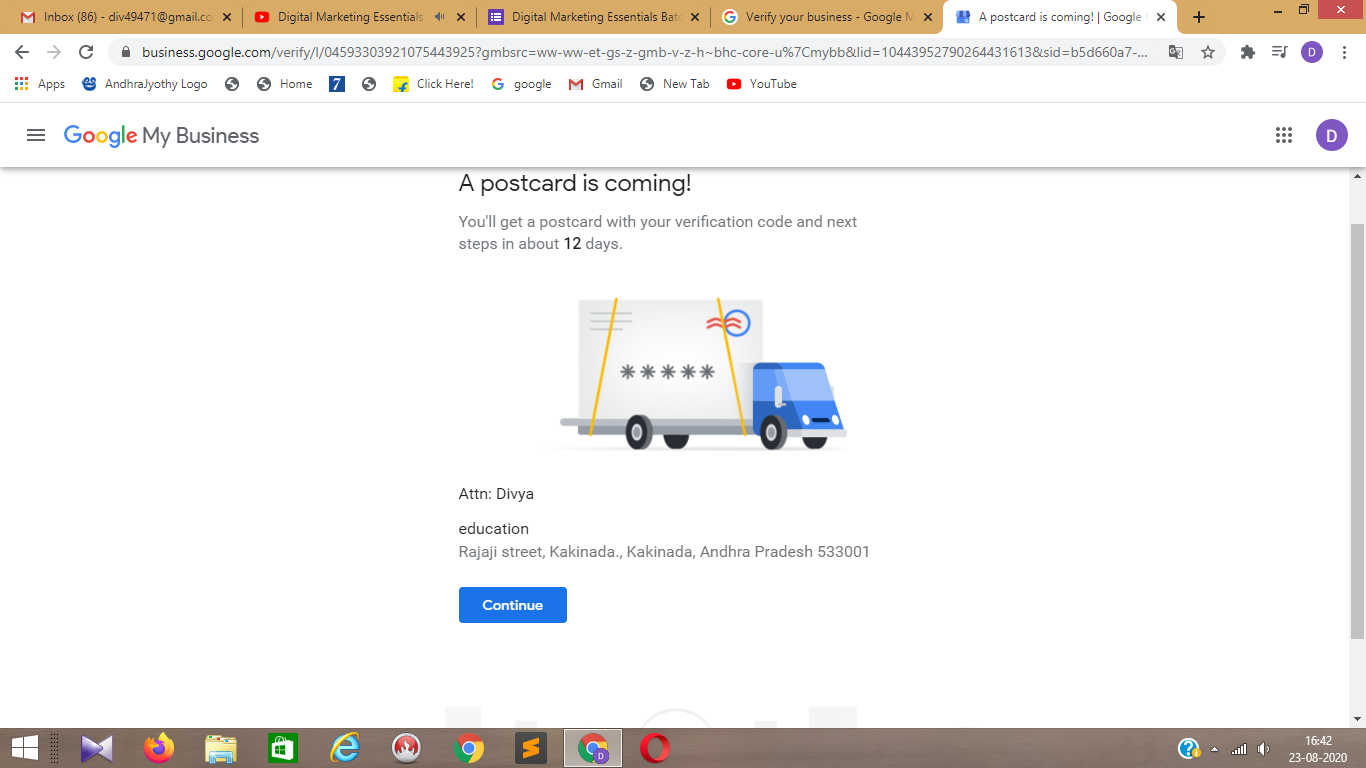 Inbox (86) - div49471@gmail.co
Digital Marketing Essentials
Digital Marketing Essentials Batc
Verify your business - Google M
A postcard is coming! | Google
business.google.com/verify/l/04593303921075443925?gmbsrc=ww-ww-et-gs-z-gmb-v-z-h~bhc-core-u%7Cmybb&lid=10443952790264431613&sid=b5d660a7-...
D
Apps
AndhraJyothy Logo
Home
7
Click Here!
google
Gmail
New Tab
YouTube
Google My Business
D
A postcard is coming!
You'll get a postcard with your verification code and next
steps in about 12 days.
*****
Attn: Divya
education
Rajaji street, Kakinada., Kakinada, Andhra Pradesh 533001
Continue
D
16:42
23-08-2020